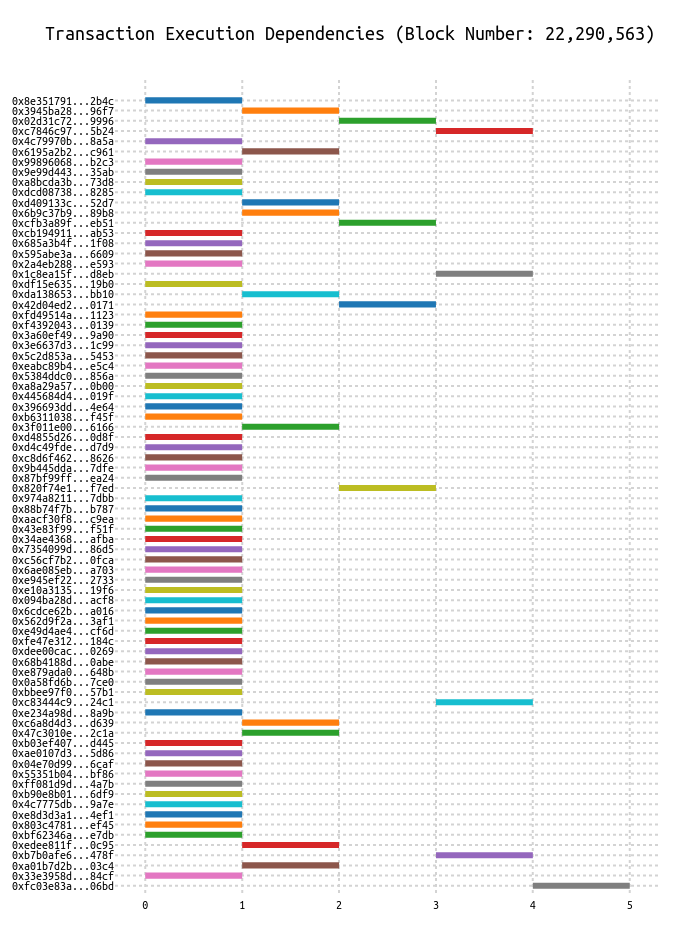 Transaction Execution Dependencies (Block Number: 22,290,563)
0x8e351791...2b4c
0x3945ba28...96f7
0x02d31c72...9996
0xc7846c97...5b24
0x4c79970b...8a5a
0x6195a2b2...c961
0x99896068...b2c3
0x9e99d443...35ab
0xa8bcda3b...73d8
0xdcd08738...8285
0xd409133c...52d7
0x6b9c37b9...89b8
0xcfb3a89f...eb51
0xcb194911...ab53
0x685a3b4f...1f08
0x595abe3a...6609
0x2a4eb288...e593
0x1c8ea15f...d8eb
0xdf15e635...19b0
0xda138653...bb10
0x42d04ed2...0171
0xfd49514a...1123
0xf4392043...0139
0x3a60ef49...9a90
0x3e6637d3...1c99
0x5c2d853a...5453
0xeabc89b4...e5c4
0x5384ddc0...856a
0xa8a29a57...0b00
0x445684d4...019f
0x396693dd...4e64
0xb6311038...f45f
0x3f011e00...6166
0xd4855d26...0d8f
0xd4c49fde...d7d9
0xc8d6f462...8626
0x9b445dda...7dfe
0x87bf99ff...ea24
0x820f74e1...f7ed
0x974a8211...7dbb
0x88b74f7b...b787
0xaacf30f8...c9ea
0x43e83f99...f51f
0x34ae4368...afba
0x7354099d...86d5
0xc56cf7b2...0fca
0x6ae085eb...a703
0xe945ef22...2733
0xe10a3135...19f6
0x094ba28d...acf8
0x6cdce62b...a016
0x562d9f2a...3af1
0xe49d4ae4...cf6d
0xfe47e312...184c
0xdee00cac...0269
0x68b4188d...0abe
0xe879ada0...648b
0x0a58fd6b...7ce0
0xbbee97f0...57b1
0xc83444c9...24c1
0xe234a98d...8a9b
0xc6a8d4d3...d639
0x47c3010e...2c1a
0xb03ef407...d445
0xae0107d3...5d86
0x04e70d99...6caf
0x55351b04...bf86
0xff081d9d...4a7b
0xb90e8b01...6df9
0x4c7775db...9a7e
0xe8d3d3a1...4ef1
0x803c4781...ef45
0xbf62346a...e7db
0xedee811f...0c95
0xb7b0afe6...478f
0xa01b7d2b...03c4
0x33e3958d...84cf
0xfc03e83a...06bd
0 1 2 3 4 5